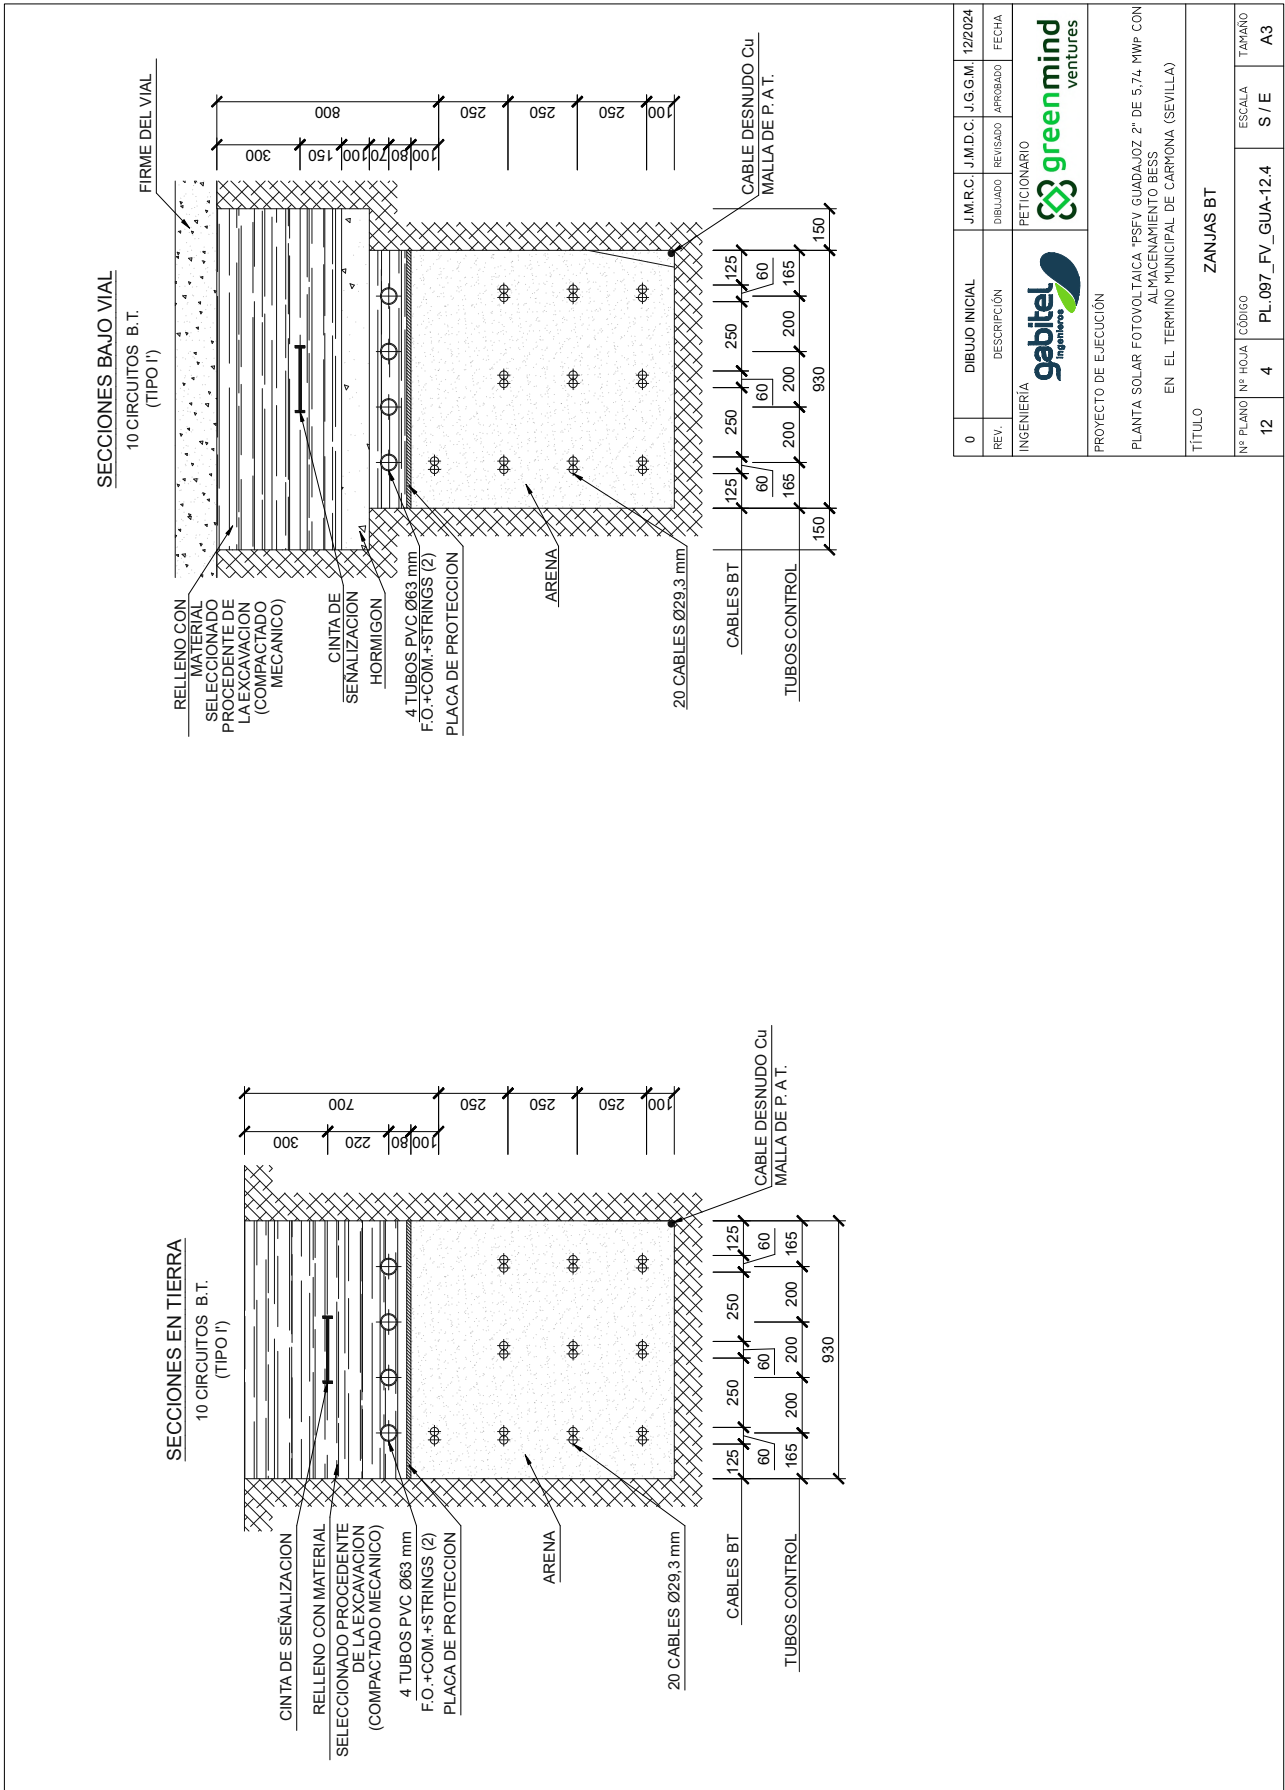 SECCIONES EN TIERRA
10 CIRCUITOS B.T.
(TIPO I')
CINTA DE SEÑALIZACION
RELLENO CON MATERIAL
SELECCIONADO PROCEDENTE
DE LA EXCAVACION
(COMPACTADO MECANICO)
4 TUBOS PVC Ø63 mm
F.O.+COM.+STRINGS (2)
PLACA DE PROTECCION
ARENA
20 CABLES Ø29,3 mm
CABLES BT
TUBOS CONTROL
300
220
80
100
700
250
250
250
100
CABLE DESNUDO Cu
MALLA DE P. A T.
125
60
250
60
250
60
125
165
200
200
200
165
930
SECCIONES BAJO VIAL
10 CIRCUITOS B.T.
(TIPO I')
FIRME DEL VIAL
RELLENO CON
MATERIAL
SELECCIONADO
PROCEDENTE DE
LA EXCAVACION
(COMPACTADO
MECANICO)
CINTA DE
SEÑALIZACION
HORMIGON
4 TUBOS PVC Ø63 mm
F.O.+COM.+STRINGS (2)
PLACA DE PROTECCION
ARENA
20 CABLES Ø29,3 mm
CABLES BT
TUBOS CONTROL
300
150
100
70
80
100
800
250
250
250
100
CABLE DESNUDO Cu
MALLA DE P. A T.
125
60
250
60
250
60
125
165
200
200
200
165
150
930
150
0 DIBUJO INICIAL J.M.R.C. J.M.D.C. J.G.G.M. 12/2024
REV. DESCRIPCIÓN DIBUJADO REVISADO APROBADO FECHA
INGENIERÍA
gabitel
ingenieros
PETICIONARIO
greenmind
ventures
PROYECTO DE EJECUCIÓN
PLANTA SOLAR FOTOVOLTAICA "PSFV GUADAJOZ 2" DE 5,74 MWP CON
ALMACENAMIENTO BESS
EN EL TERMINO MUNICIPAL DE CARMONA (SEVILLA)
TÍTULO
ZANJAS BT
Nº PLANO Nº HOJA CÓDIGO ESCALA TAMAÑO
12 4 PL.097_FV_GUA-12.4 S / E A3